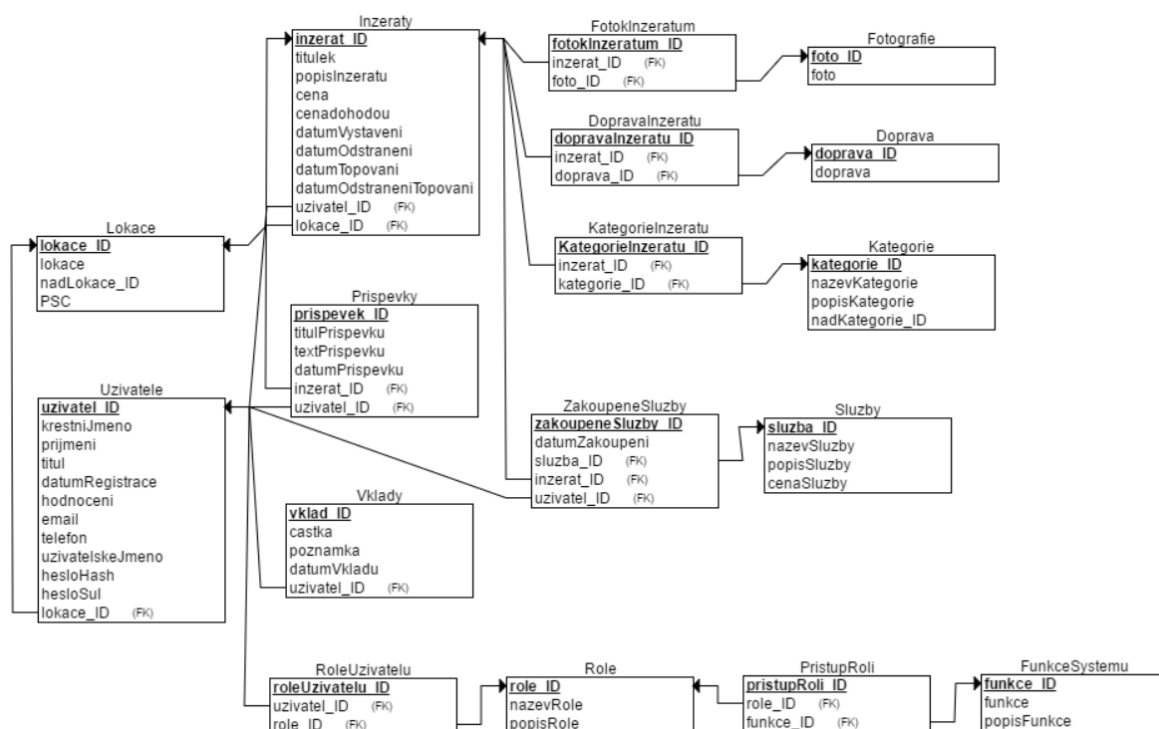 Inzeraty
inzerat_ID
titulek
popisInzeratu
cena
cenadohodou
datumVystaveni
datumOdstraneni
datumTopovani
datumOdstraneniTopovani
uzivatel_ID (FK)
lokace_ID (FK)
FotokInzeratum
fotokInzeratum_ID
inzerat_ID (FK)
foto_ID (FK)
Fotografie
foto_ID
foto
DopravaInzeratu
dopravaInzeratu_ID
inzerat_ID (FK)
doprava_ID (FK)
Doprava
doprava_ID
doprava
Lokace
lokace_ID
lokace
nadLokace_ID
PSC
KategorieInzeratu
KategorieInzeratu_ID
inzerat_ID (FK)
kategorie_ID (FK)
Kategorie
kategorie_ID
nazevKategorie
popisKategorie
nadKategorie_ID
Prispevky
prispevek_ID
titulPrispevku
textPrispevku
datumPrispevku
inzerat_ID (FK)
uzivatel_ID (FK)
Uzivatele
uzivatel_ID
krestniJmeno
prijmeni
titul
datumRegistrace
hodnoceni
email
telefon
uzivatelskeJmeno
hesloHash
hesloSul
lokace_ID (FK)
ZakoupeneSluzby
zakoupeneSluzby_ID
datumZakoupeni
sluzba_ID (FK)
inzerat_ID (FK)
uzivatel_ID (FK)
Sluzby
sluzba_ID
nazevSluzby
popisSluzby
cenaSluzby
Vklady
vklad_ID
castka
poznamka
datumVkladu
uzivatel_ID (FK)
RoleUzivatelu
roleUzivatelu_ID
uzivatel_ID (FK)
role_ID (FK)
Role
role_ID
nazevRole
popisRole
PristupRoli
pristupRoli_ID
role_ID (FK)
funkce_ID (FK)
FunkceSystemu
funkce_ID
funkce
popisFunkce